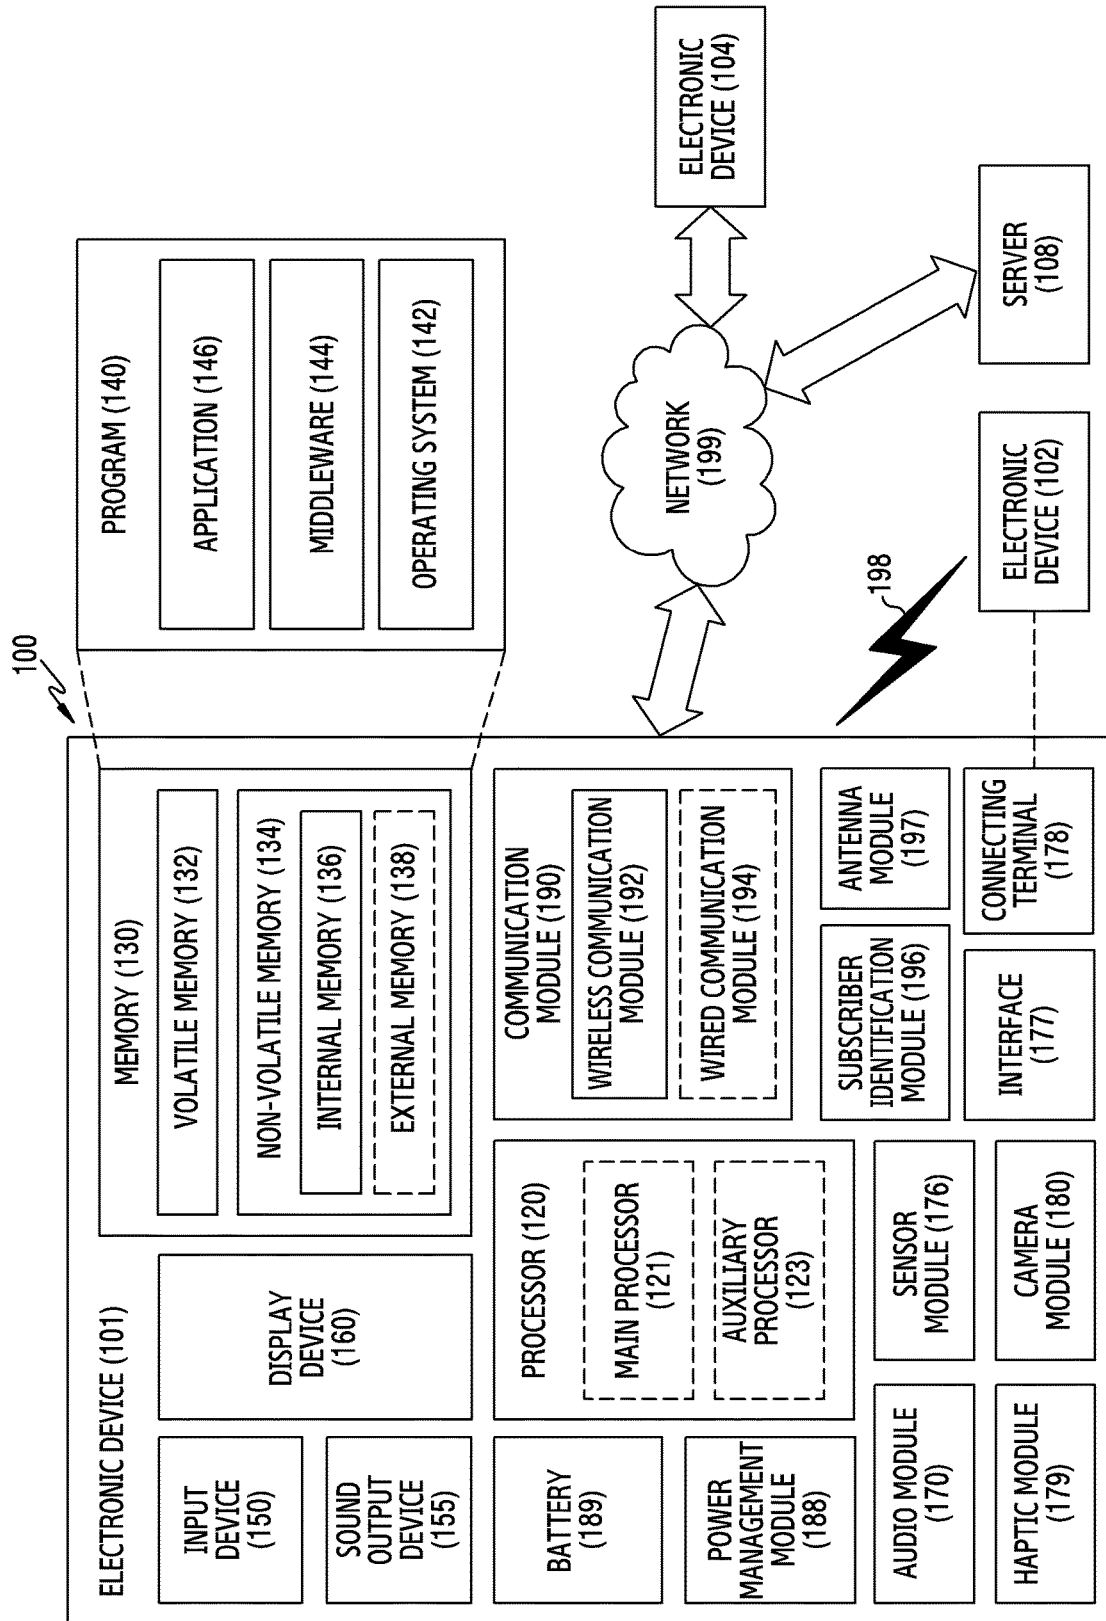 100
ELECTRONIC DEVICE (101)
INPUT
DEVICE
(150)
SOUND
OUTPUT
DEVICE
(155)
DISPLAY
DEVICE
(160)
MEMORY (130)
VOLATILE MEMORY (132)
NON-VOLATILE MEMORY (134)
INTERNAL MEMORY (136)
EXTERNAL MEMORY (138)
PROGRAM (140)
APPLICATION (146)
MIDDLEWARE (144)
OPERATING SYSTEM (142)
BATTERY
(189)
POWER
MANAGEMENT
MODULE
(188)
PROCESSOR (120)
MAIN PROCESSOR
(121)
AUXILIARY
PROCESSOR
(123)
COMMUNICATION
MODULE (190)
WIRELESS COMMUNICATION
MODULE (192)
WIRED COMMUNICATION
MODULE (194)
NETWORK
(199)
ELECTRONIC
DEVICE (104)
AUDIO MODULE
(170)
SENSOR
MODULE (176)
SUBSCRIBER
IDENTIFICATION
MODULE (196)
ANTENNA
MODULE
(197)
198
HAPTIC MODULE
(179)
CAMERA
MODULE (180)
INTERFACE
(177)
CONNECTING
TERMINAL
(178)
ELECTRONIC
DEVICE (102)
SERVER
(108)